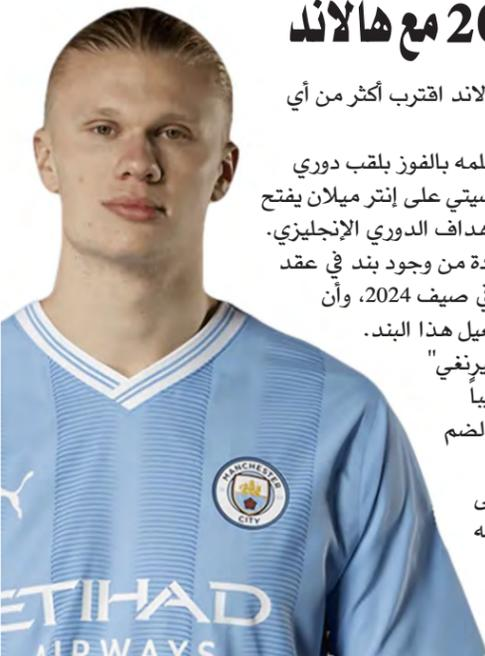 20 مع هالاند
لاند اقترب أكثر من أي
لمه بالفوز بلقب دوري
سيتي على إنتر ميلان يفتح
هداف الدوري الإنجليزي.
دة من وجود بند في عقد
ي صيف 2024، وأن
عيل هذا البند.
يرنغي"
يباً
لضم
ى
ه
MANCHESTER
CITY
ETIHAD
AIRWAYS